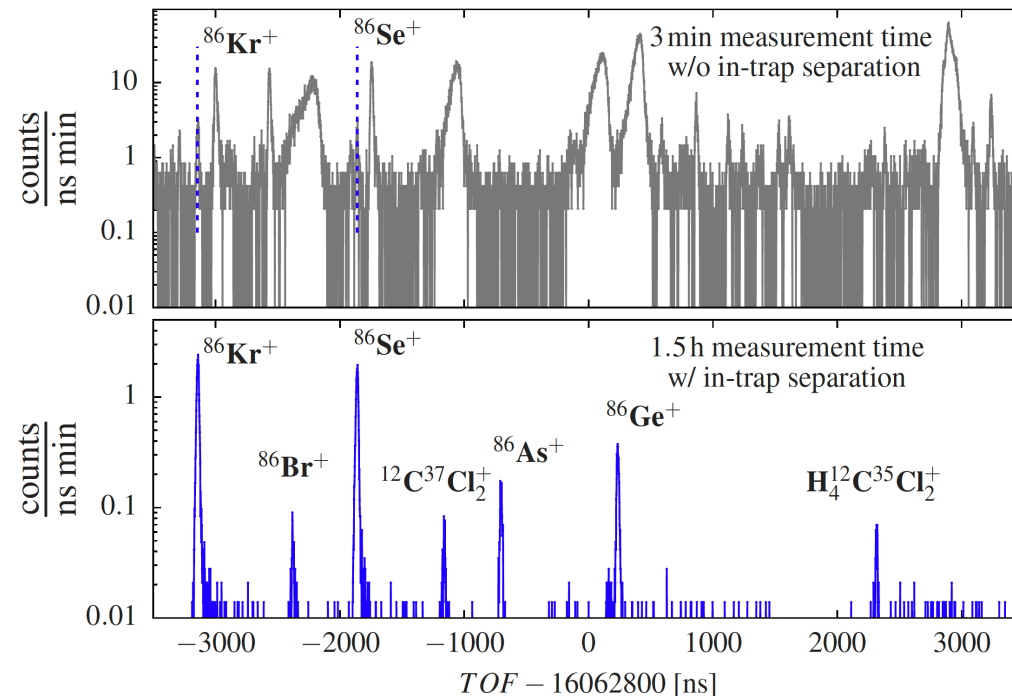 ⁸⁶Kr⁺
⁸⁶Se⁺
3 min measurement time
w/o in-trap separation
counts
ns min
10
1
0.1
0.01
⁸⁶Kr⁺
⁸⁶Se⁺
1.5 h measurement time
w/ in-trap separation
⁸⁶Br⁺
¹²C³⁷Cl₂⁺
⁸⁶As⁺
⁸⁶Ge⁺
H₄¹²C³⁵Cl₂⁺
counts
ns min
1
0.1
0.01
−3000 −2000 −1000 0 1000 2000 3000
TOF − 16062800 [ns]